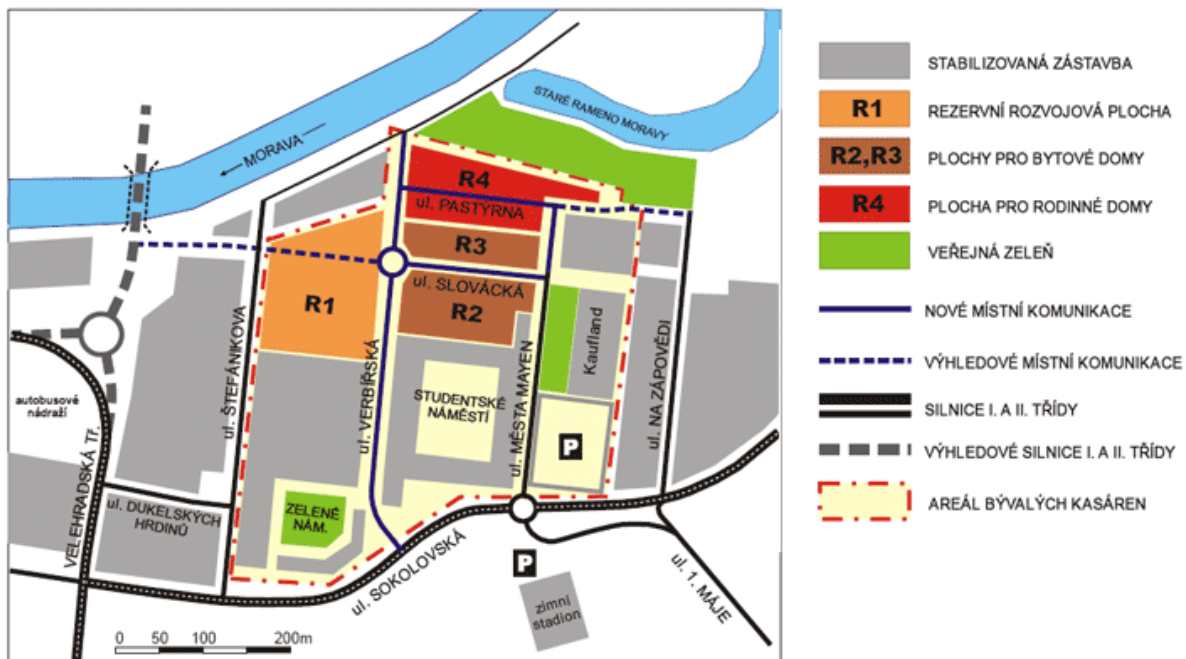 STARÉ RAMENO MORAVY
MORAVA
R4
ul. PASTÝRNA
R3
ul. SLOVÁCKÁ
R2
R1
ul. ŠTEFÁNIKOVA
ul. VERBÍŘSKÁ
STUDENTSKÉ
NÁMĚSTÍ
ul. MĚSTA MAYEN
Kaufland
ul. NA ZÁPOVĚDI
P
autobusové
nádraží
VELEHRADSKÁ TŘ.
ul. DUKELSKÝCH
HRDINŮ
ZELENÉ
NÁM.
ul. SOKOLOVSKÁ
P
zimní
stadion
ul. 1. MÁJE
0 50 100 200m
STABILIZOVANÁ ZÁSTAVBA
R1 REZERVNÍ ROZVOJOVÁ PLOCHA
R2,R3 PLOCHY PRO BYTOVÉ DOMY
R4 PLOCHA PRO RODINNÉ DOMY
VEŘEJNÁ ZELEŇ
NOVÉ MÍSTNÍ KOMUNIKACE
VÝHLEDOVÉ MÍSTNÍ KOMUNIKACE
SILNICE I. A II. TŘÍDY
VÝHLEDOVÉ SILNICE I. A II. TŘÍDY
AREÁL BÝVALÝCH KASÁREN